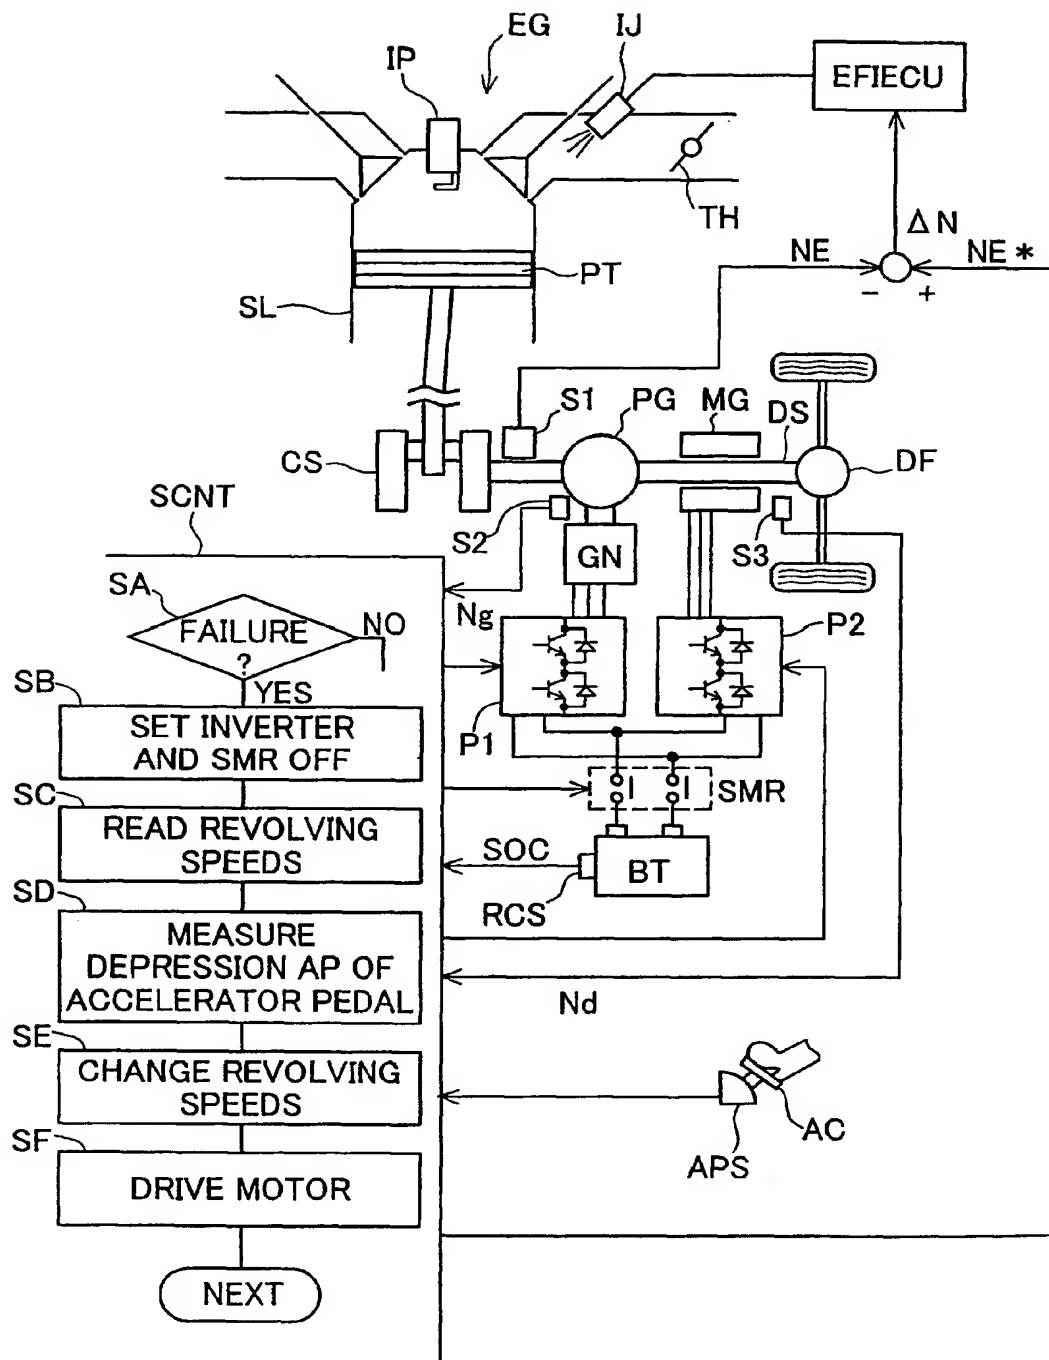 EG
IJ
IP
EFIECU
TH
ΔN
NE
NE*
- +
PT
SL
S1
PG
MG
DS
CS
DF
SCNT
S2
S3
GN
SA
FAILURE
?
NO
Ng
P2
YES
SB
SET INVERTER
AND SMR OFF
P1
SC
READ REVOLVING
SPEEDS
SMR
SOC
BT
RCS
SD
MEASURE
DEPRESSION AP OF
ACCELERATOR PEDAL
Nd
SE
CHANGE REVOLVING
SPEEDS
AC
APS
SF
DRIVE MOTOR
NEXT